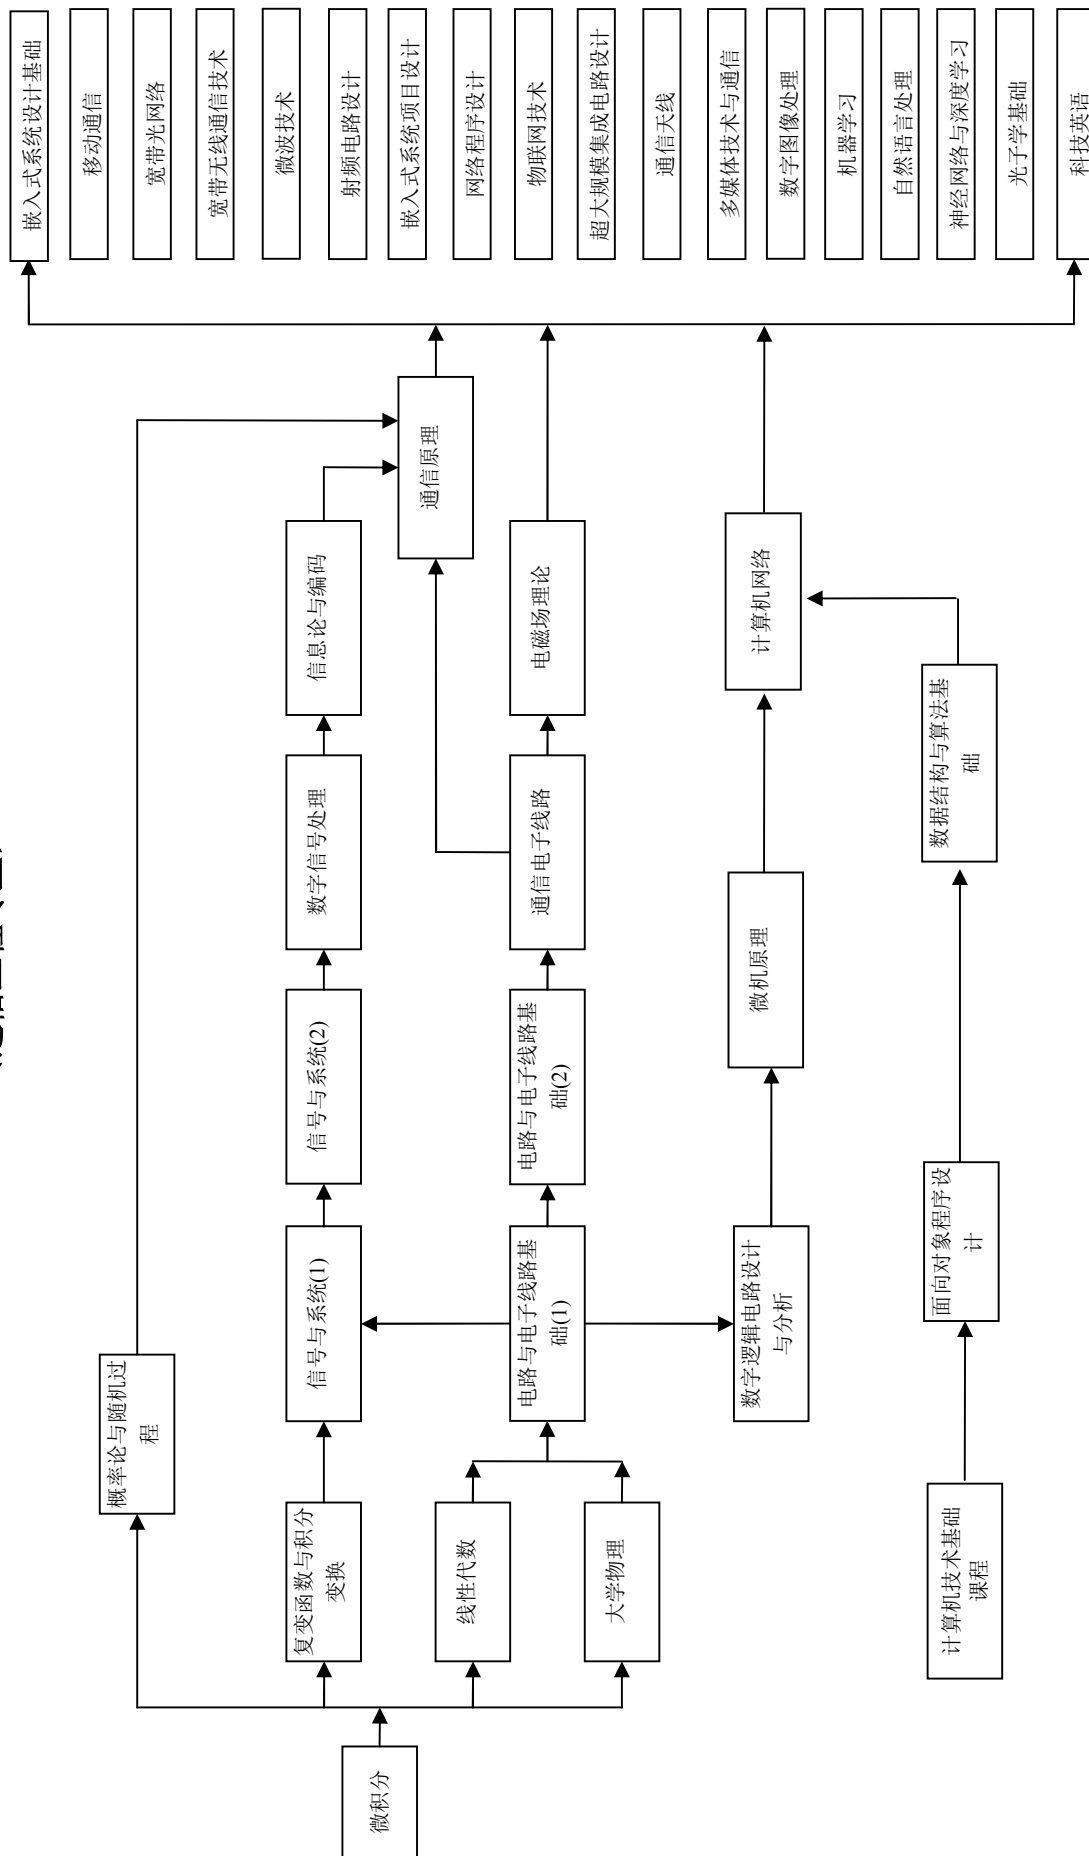 嵌入式系统设计基础
移动通信
宽带光网络
宽带无线通信技术
微波技术
射频电路设计
嵌入式系统项目设计
网络程序设计
物联网技术
超大规模集成电路设计
通信天线
多媒体技术与通信
数字图像处理
机器学习
自然语言处理
神经网络与深度学习
光子学基础
科技英语
通信原理
信息论与编码
电磁场理论
计算机网络
数字信号处理
通信电子线路
数据结构与算法基
础
微机原理
信号与系统(2)
电路与电子线路基
础(2)
面向对象程序设
计
信号与系统(1)
电路与电子线路基
础(1)
数字逻辑电路设计
与分析
概率论与随机过
程
复变函数与积分
变换
线性代数
大学物理
计算机技术基础
课程
微积分